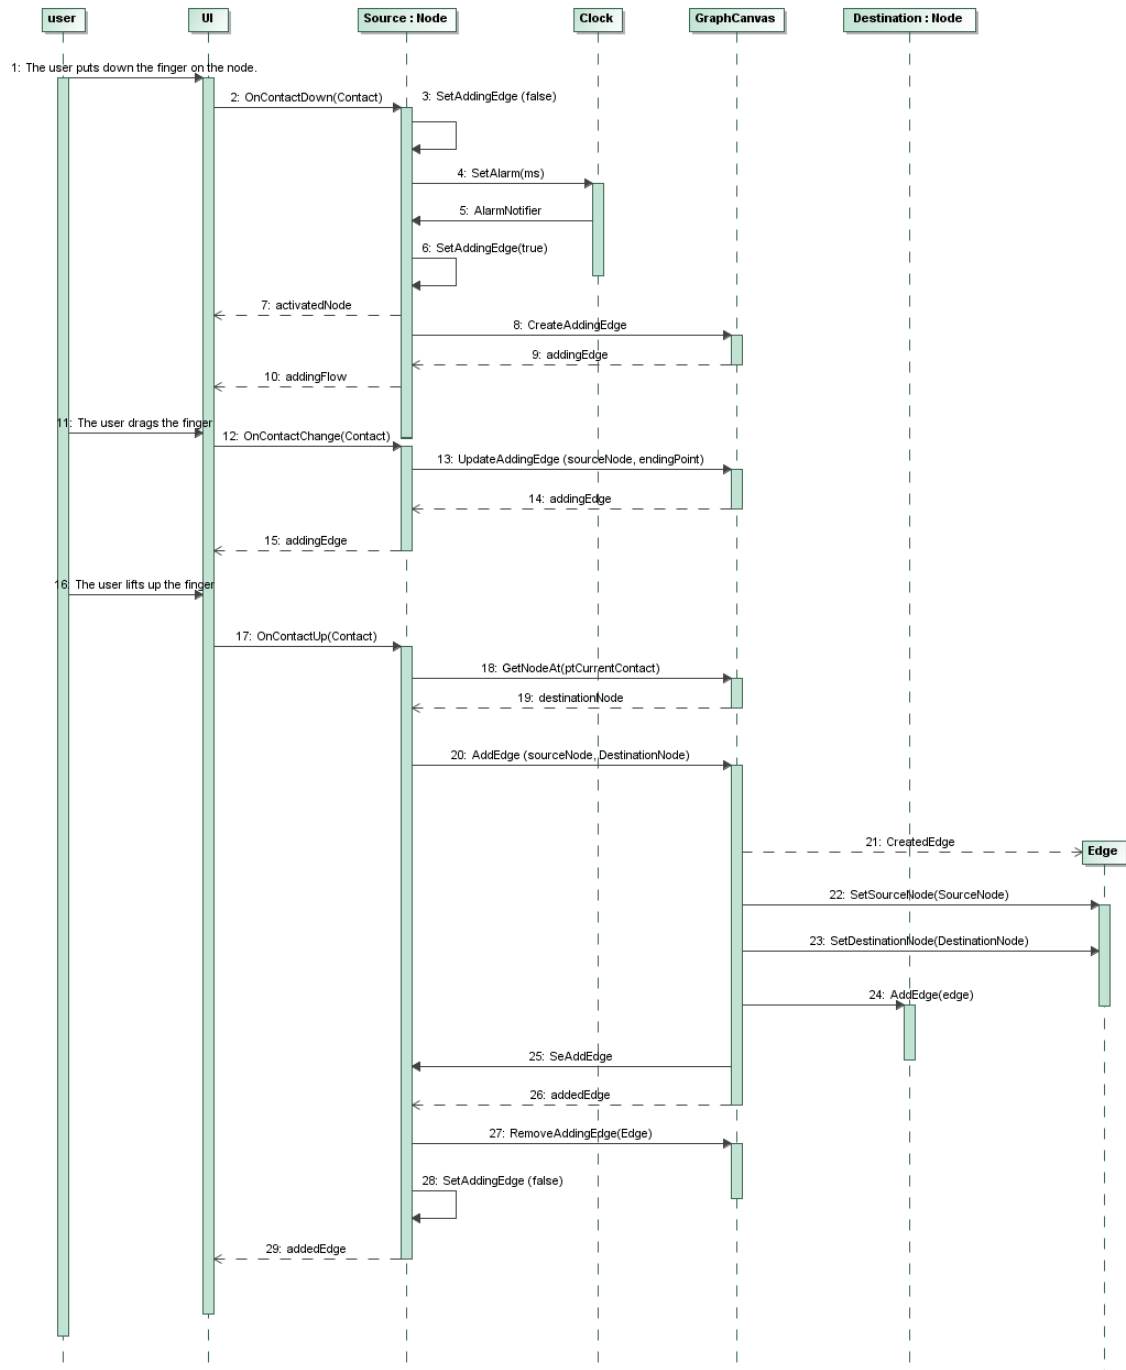 user
UI
Source : Node
Clock
GraphCanvas
Destination : Node
1: The user puts down the finger on the node.
2: OnContactDown(Contact)
3: SetAddingEdge (false)
4: SetAlarm(ms)
5: AlarmNotifier
6: SetAddingEdge(true)
7: activatedNode
8: CreateAddingEdge
9: addingEdge
10: addingFlow
11: The user drags the finger
12: OnContactChange(Contact)
13: UpdateAddingEdge (sourceNode, endingPoint)
14: addingEdge
15: addingEdge
16: The user lifts up the finger
17: OnContactUp(Contact)
18: GetNodeAt(ptCurrentContact)
19: destinationNode
20: AddEdge (sourceNode, DestinationNode)
21: CreatedEdge
Edge
22: SetSourceNode(SourceNode)
23: SetDestinationNode(DestinationNode)
24: AddEdge(edge)
25: SeAddEdge
26: addedEdge
27: RemoveAddingEdge(Edge)
28: SetAddingEdge (false)
29: addedEdge